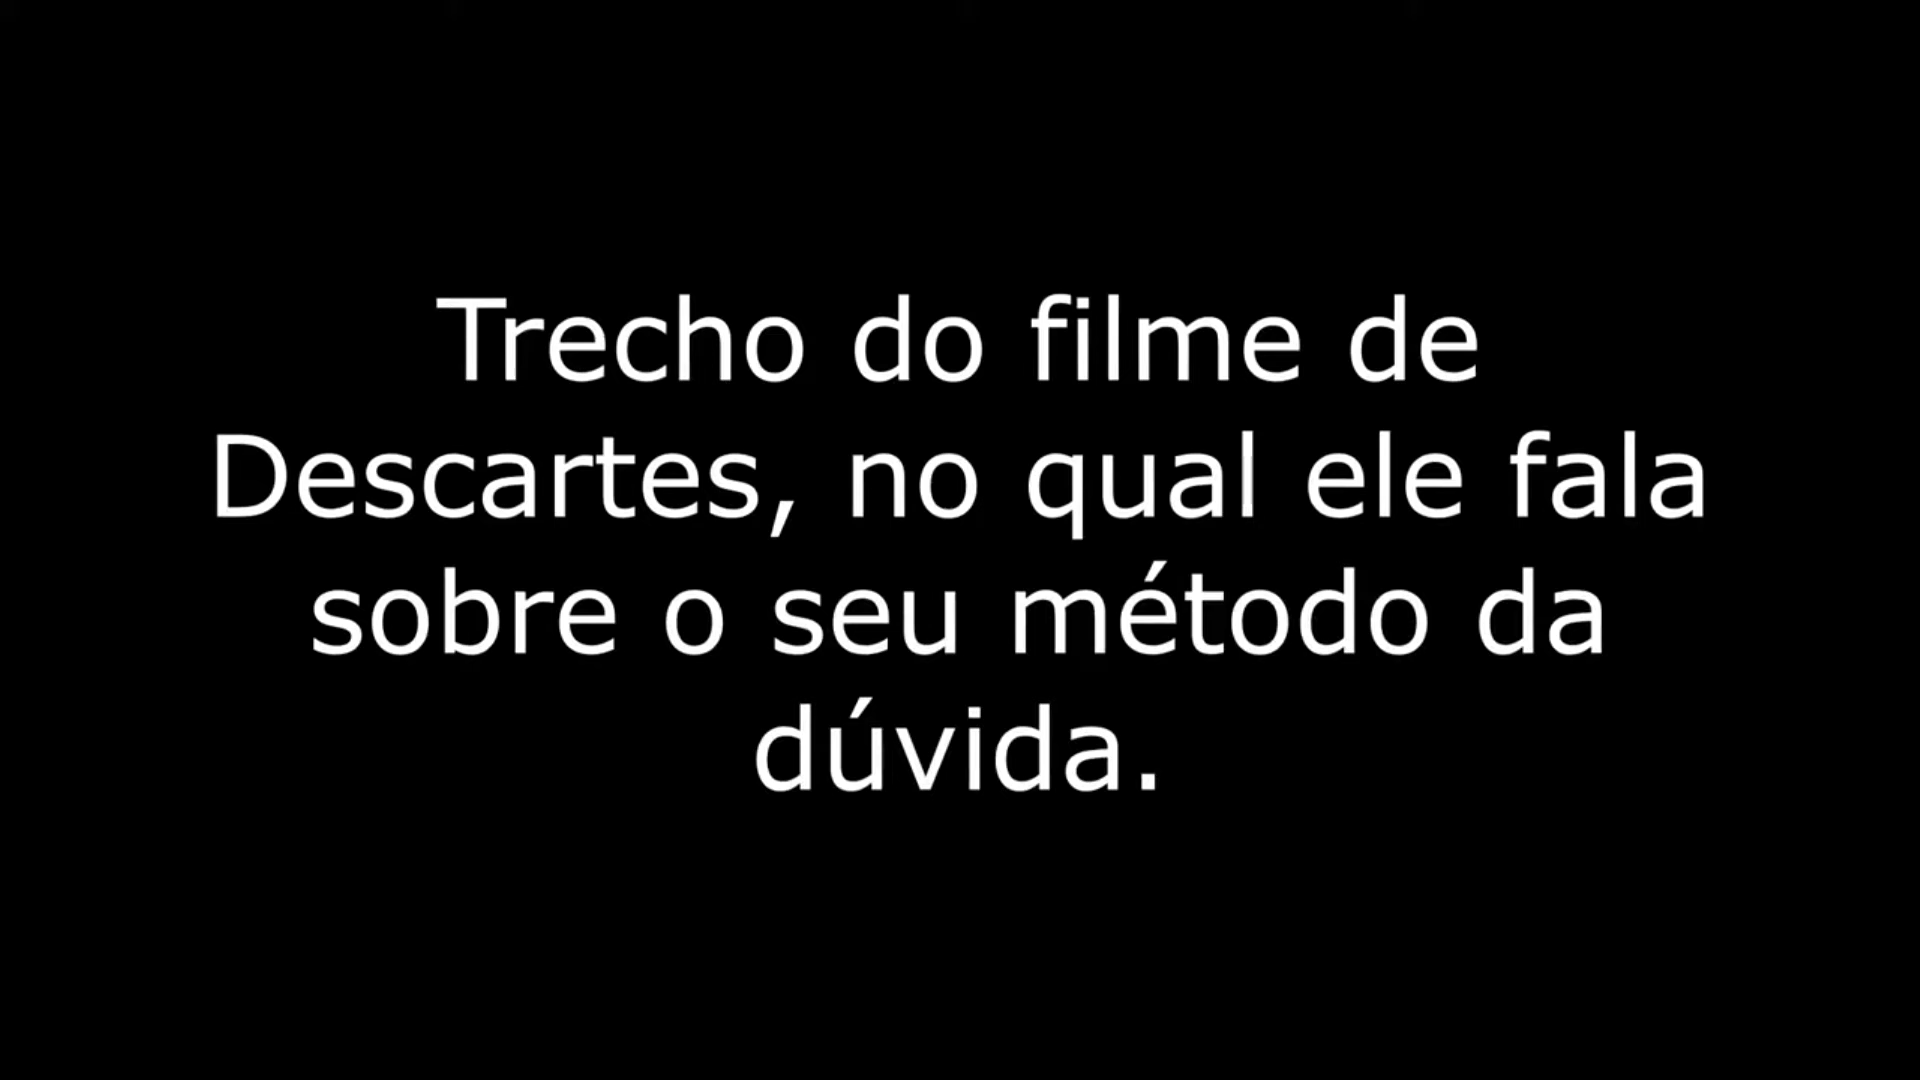 Trecho do filme de
Descartes, no qual ele fala
sobre o seu método da
dúvida.